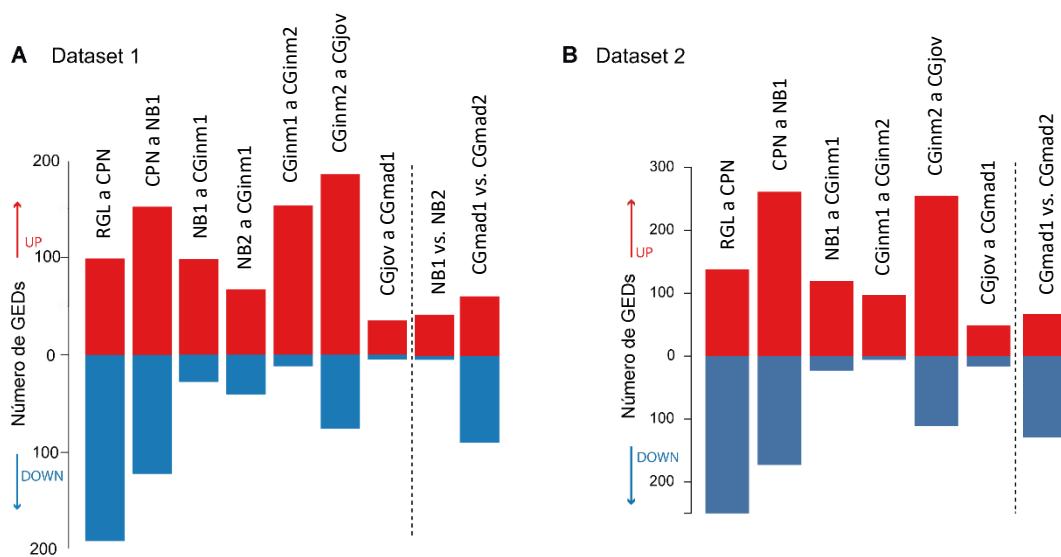 A Dataset 1
RGL a CPN
CPN a NB1
NB1 a CGinm1
NB2 a CGinm1
CGinm1 a CGinm2
CGinm2 a CGjov
CGjov a CGmad1
NB1 vs. NB2
CGmad1 vs. CGmad2
Número de GEDs
UP
DOWN
200
100
0
100
200
B Dataset 2
RGL a CPN
CPN a NB1
NB1 a CGinm1
CGinm1 a CGinm2
CGinm2 a CGjov
CGjov a CGmad1
CGmad1 vs. CGmad2
Número de GEDs
UP
DOWN
300
200
100
0
100
200